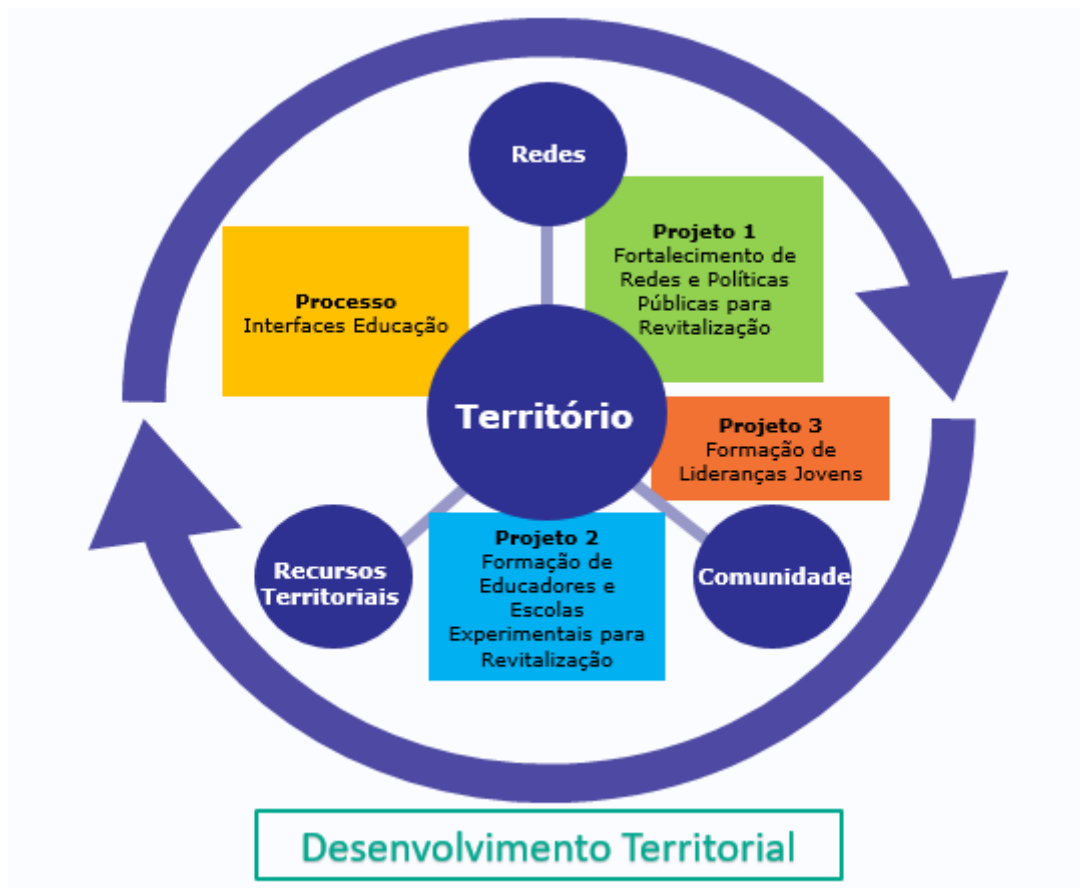 Redes
Projeto 1
Fortalecimento de
Redes e Políticas
Públicas para
Revitalização
Processo
Interfaces Educação
Território
Projeto 3
Formação de
Lideranças Jovens
Recursos
Territoriais
Projeto 2
Formação de
Educadores e
Escolas
Experimentais para
Revitalização
Comunidade
Desenvolvimento Territorial